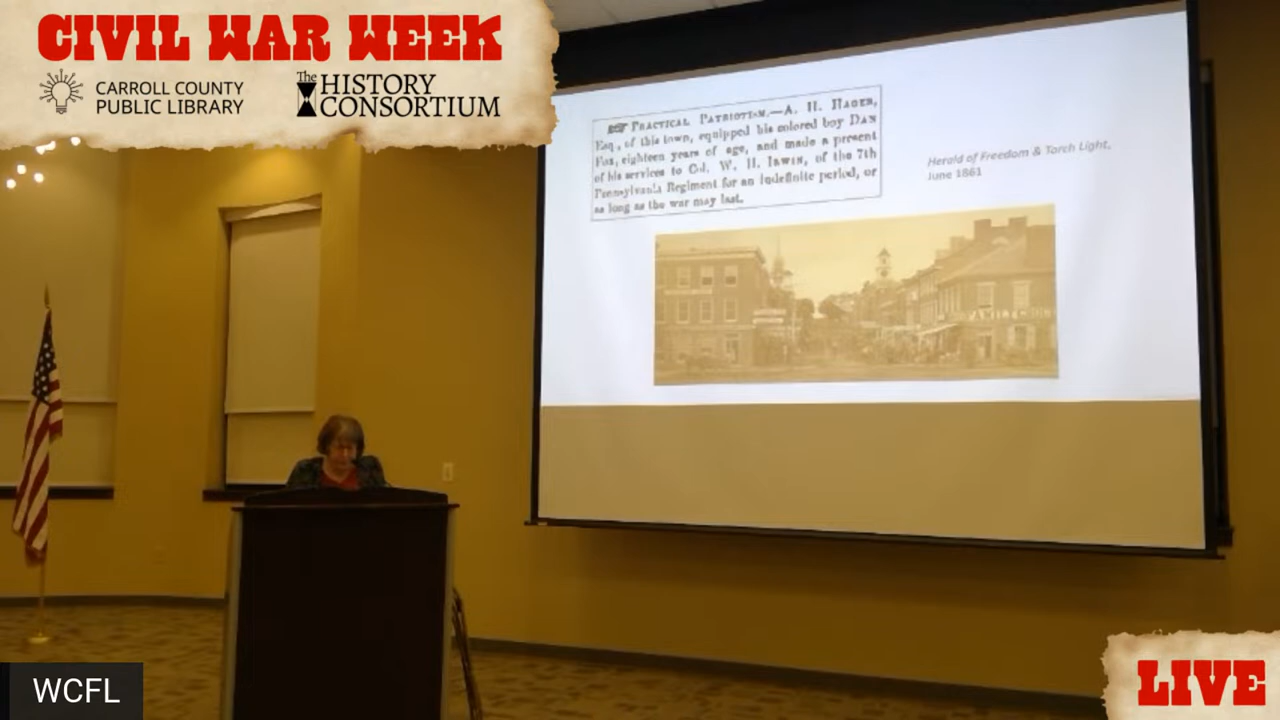 CIVIL WAR WEEK
CARROLL COUNTY
PUBLIC LIBRARY
The
HISTORY
CONSORTIUM
PRACTICAL PATRIOTISM.—A. H. HAGER,
Esq., of this town, equipped his colored boy DAN
Fox, eighteen years of age, and made a present
of his services to Col. W. H. IRWIN, of the 7th
Pennsylvania Regiment for an indefinite period, or
as long as the war may last.
Herald of Freedom & Torch Light,
June 1861
WCFL
LIVE